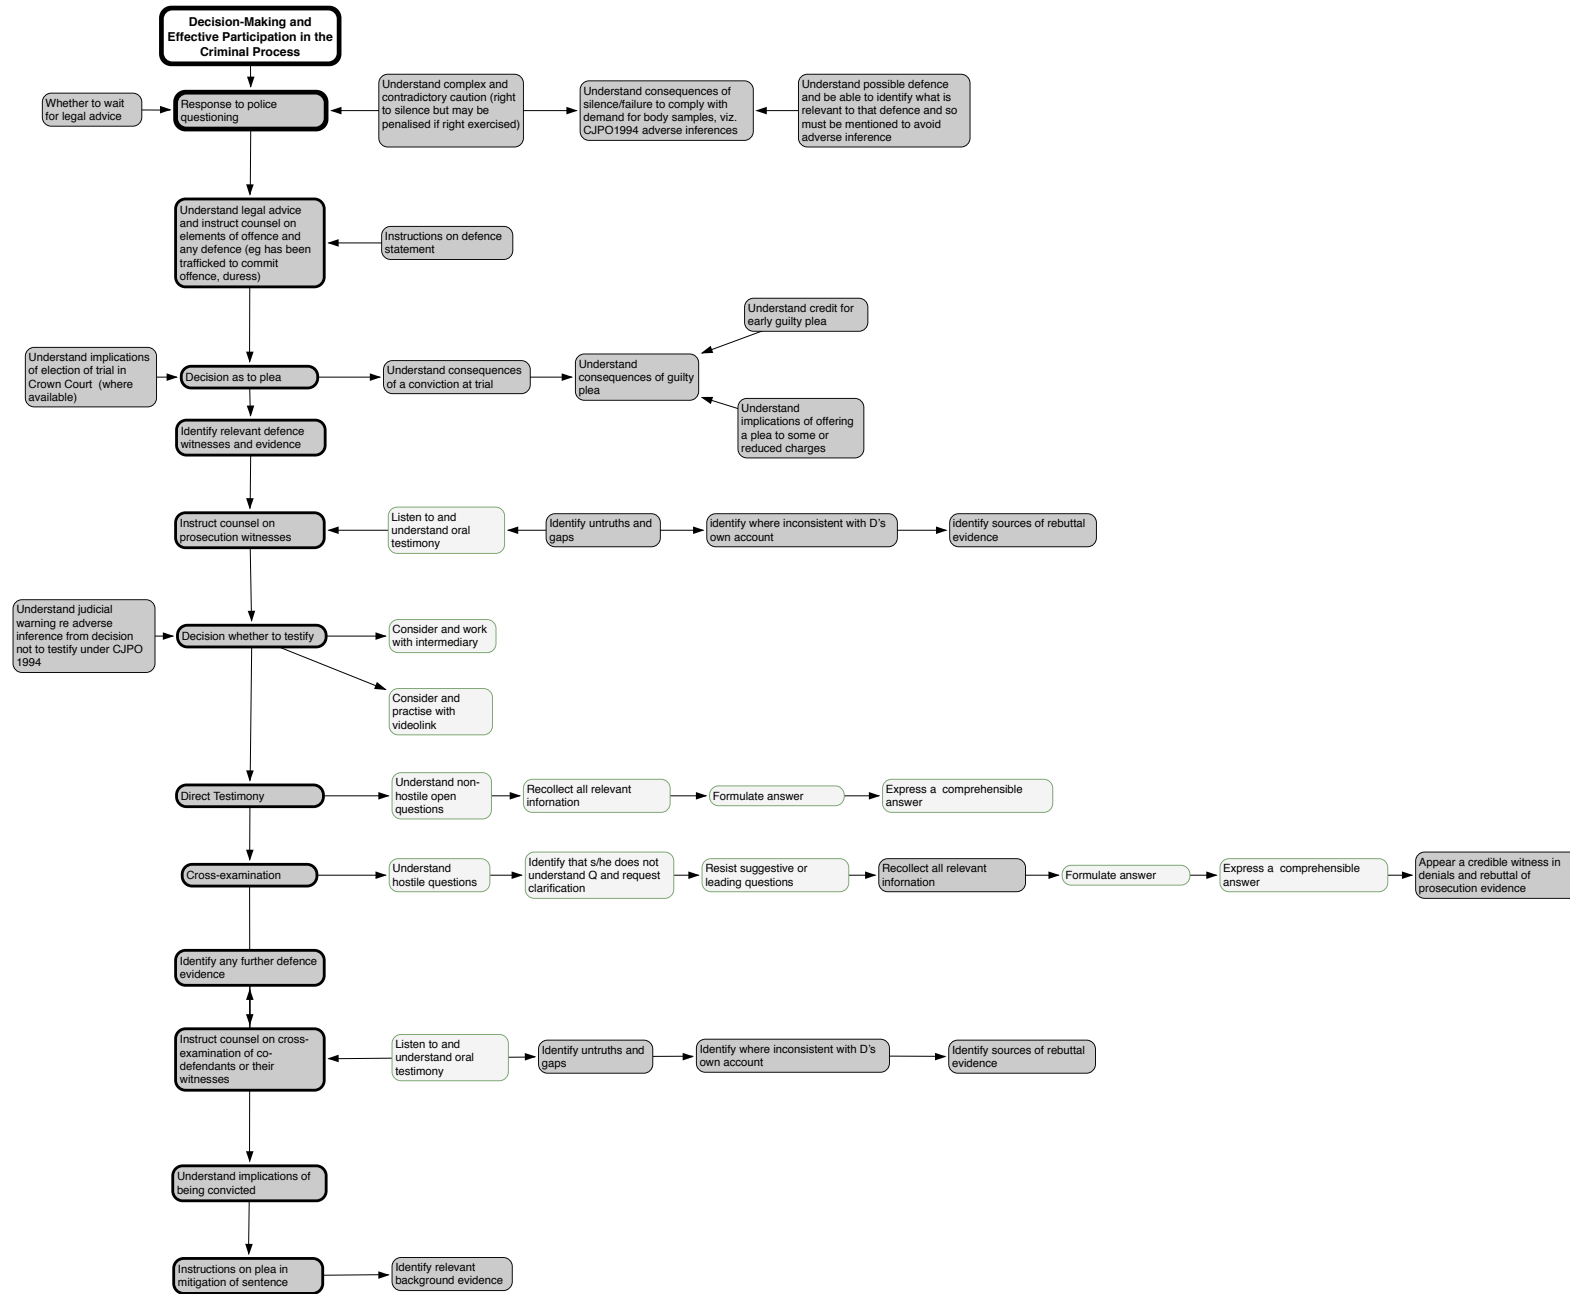 Decision-Making and
Effective Participation in the
Criminal Process
Whether to wait
for legal advice
Response to police
questioning
Understand complex and
contradictory caution (right
to silence but may be
penalised if right exercised)
Understand consequences of
silence/failure to comply with
demand for body samples, viz.
CJPO1994 adverse inferences
Understand possible defence
and be able to identify what is
relevant to that defence and so
must be mentioned to avoid
adverse inference
Understand legal advice
and instruct counsel on
elements of offence and
any defence (eg has been
trafficked to commit
offence, duress)
Instructions on defence
statement
Understand credit for
early guilty plea
Understand implications
of election of trial in
Crown Court (where
available)
Decision as to plea
Understand consequences
of a conviction at trial
Understand
consequences of guilty
plea
Understand
implications of offering
a plea to some or
reduced charges
Identify relevant defence
witnesses and evidence
Instruct counsel on
prosecution witnesses
Listen to and
understand oral
testimony
Identify untruths and
gaps
identify where inconsistent with D's
own account
identify sources of rebuttal
evidence
Understand judicial
warning re adverse
inference from decision
not to testify under CJPO
1994
Decision whether to testify
Consider and work
with intermediary
Consider and
practise with
videolink
Direct Testimony
Understand non-
hostile open
questions
Recollect all relevant
infornation
Formulate answer
Express a comprehensible
answer
Cross-examination
Understand
hostile questions
Identify that s/he does not
understand Q and request
clarification
Resist suggestive or
leading questions
Recollect all relevant
infornation
Formulate answer
Express a comprehensible
answer
Appear a credible witness in
denials and rebuttal of
prosecution evidence
Identify any further defence
evidence
Instruct counsel on cross-
examination of co-
defendants or their
witnesses
Listen to and
understand oral
testimony
Identify untruths and
gaps
Identify where inconsistent with D's
own account
Identify sources of rebuttal
evidence
Understand implications of
being convicted
Instructions on plea in
mitigation of sentence
Identify relevant
background evidence